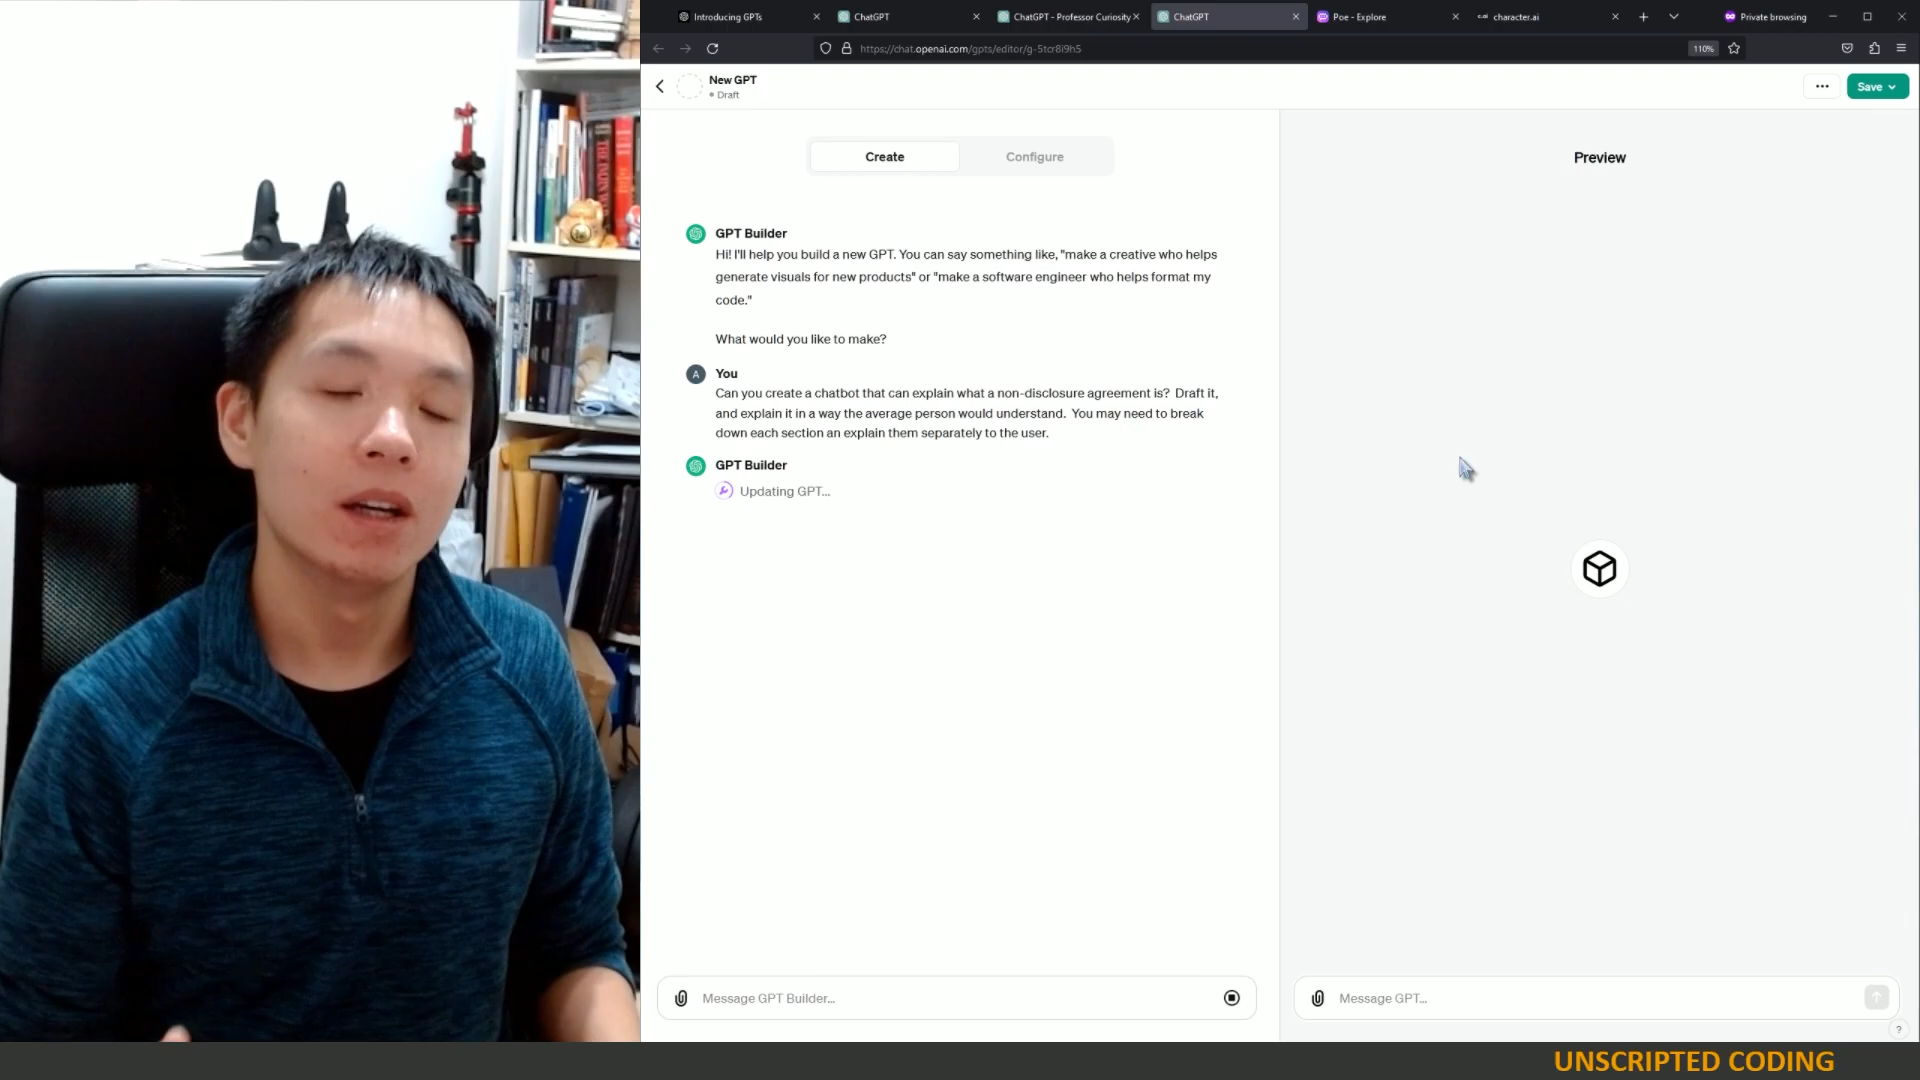 Introducing GPTs
ChatGPT
ChatGPT - Professor Curiosity
ChatGPT
Poe - Explore
c.ai character.ai
Private browsing
https://chat.openai.com/gpts/editor/g-5tcr8i9h5
110%
New GPT
Draft
Save
Create
Configure
Preview
GPT Builder
Hi! I'll help you build a new GPT. You can say something like, "make a creative who helps
generate visuals for new products" or "make a software engineer who helps format my
code."
What would you like to make?
A
You
Can you create a chatbot that can explain what a non-disclosure agreement is? Draft it,
and explain it in a way the average person would understand. You may need to break
down each section an explain them separately to the user.
GPT Builder
Updating GPT...
Message GPT Builder...
Message GPT...
?
UNSCRIPTED CODING